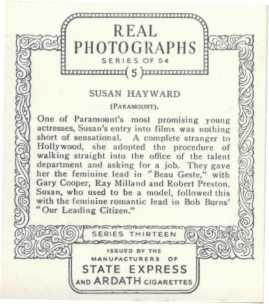 REAL
PHOTOGRAPHS
SERIES OF 54
5
SUSAN HAYWARD
(PARAMOUNT).
One of Paramount's most promising young
actresses, Susan's entry into films was nothing
short of sensational. A complete stranger to
Hollywood, she adopted the procedure of
walking straight into the office of the talent
department and asking for a job. They gave
her the feminine lead in "Beau Geste," with
Gary Cooper, Ray Milland and Robert Preston.
Susan, who used to be a model, followed this
with the feminine romantic lead in Bob Burns'
"Our Leading Citizen."
SERIES THIRTEEN
ISSUED BY THE
MANUFACTURERS OF
STATE EXPRESS
AND ARDATH CIGARETTES